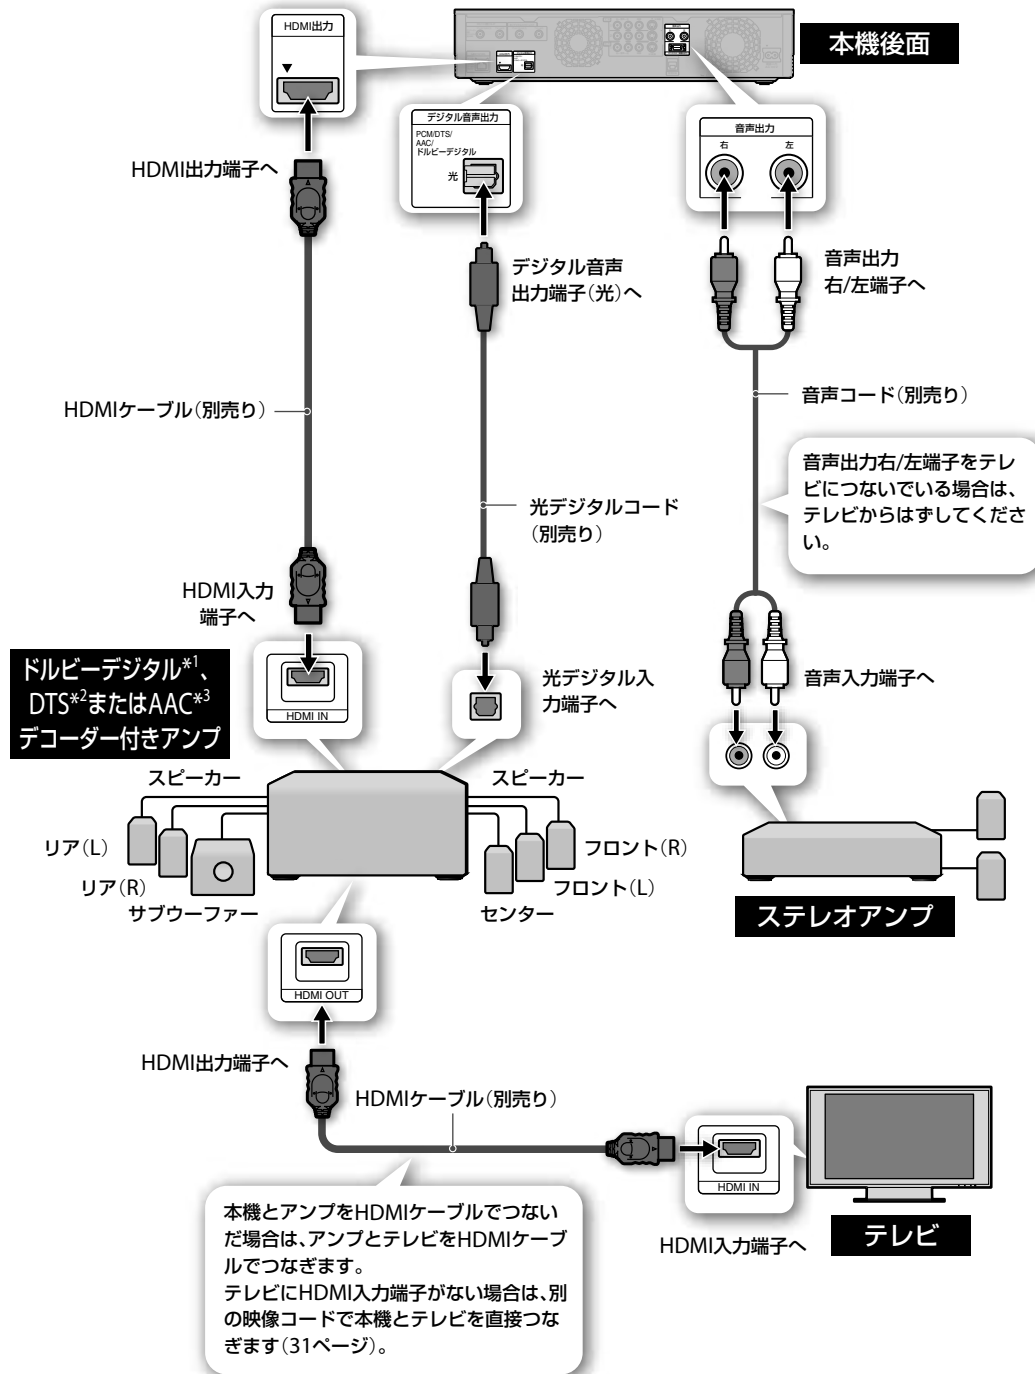 HDMI出力
本機後面
デジタル音声出力
PCM/DTS/
AAC/
ドルビーデジタル
光
音声出力
右
左
HDMI出力端子へ
デジタル音声
出力端子（光）へ
音声出力
右/左端子へ
HDMIケーブル（別売り）
音声コード（別売り）
音声出力右/左端子をテレ
ビにつないでいる場合は、
テレビからはずしてくださ
い。
光デジタルコード
（別売り）
HDMI入力
端子へ
ドルビーデジタル*1、
DTS*2またはAAC*3
デコーダー付きアンプ
HDMI IN
光デジタル入
力端子へ
音声入力端子へ
スピーカー
スピーカー
リア（L）
リア（R）
サブウーファー
フロント（R）
フロント（L）
センター
ステレオアンプ
HDMI OUT
HDMI出力端子へ
HDMIケーブル（別売り）
HDMI IN
HDMI入力端子へ
テレビ
本機とアンプをHDMIケーブルでつない
だ場合は、アンプとテレビをHDMIケーブ
ルでつなぎます。
テレビにHDMI入力端子がない場合は、別
の映像コードで本機とテレビを直接つな
ぎます（31ページ）。